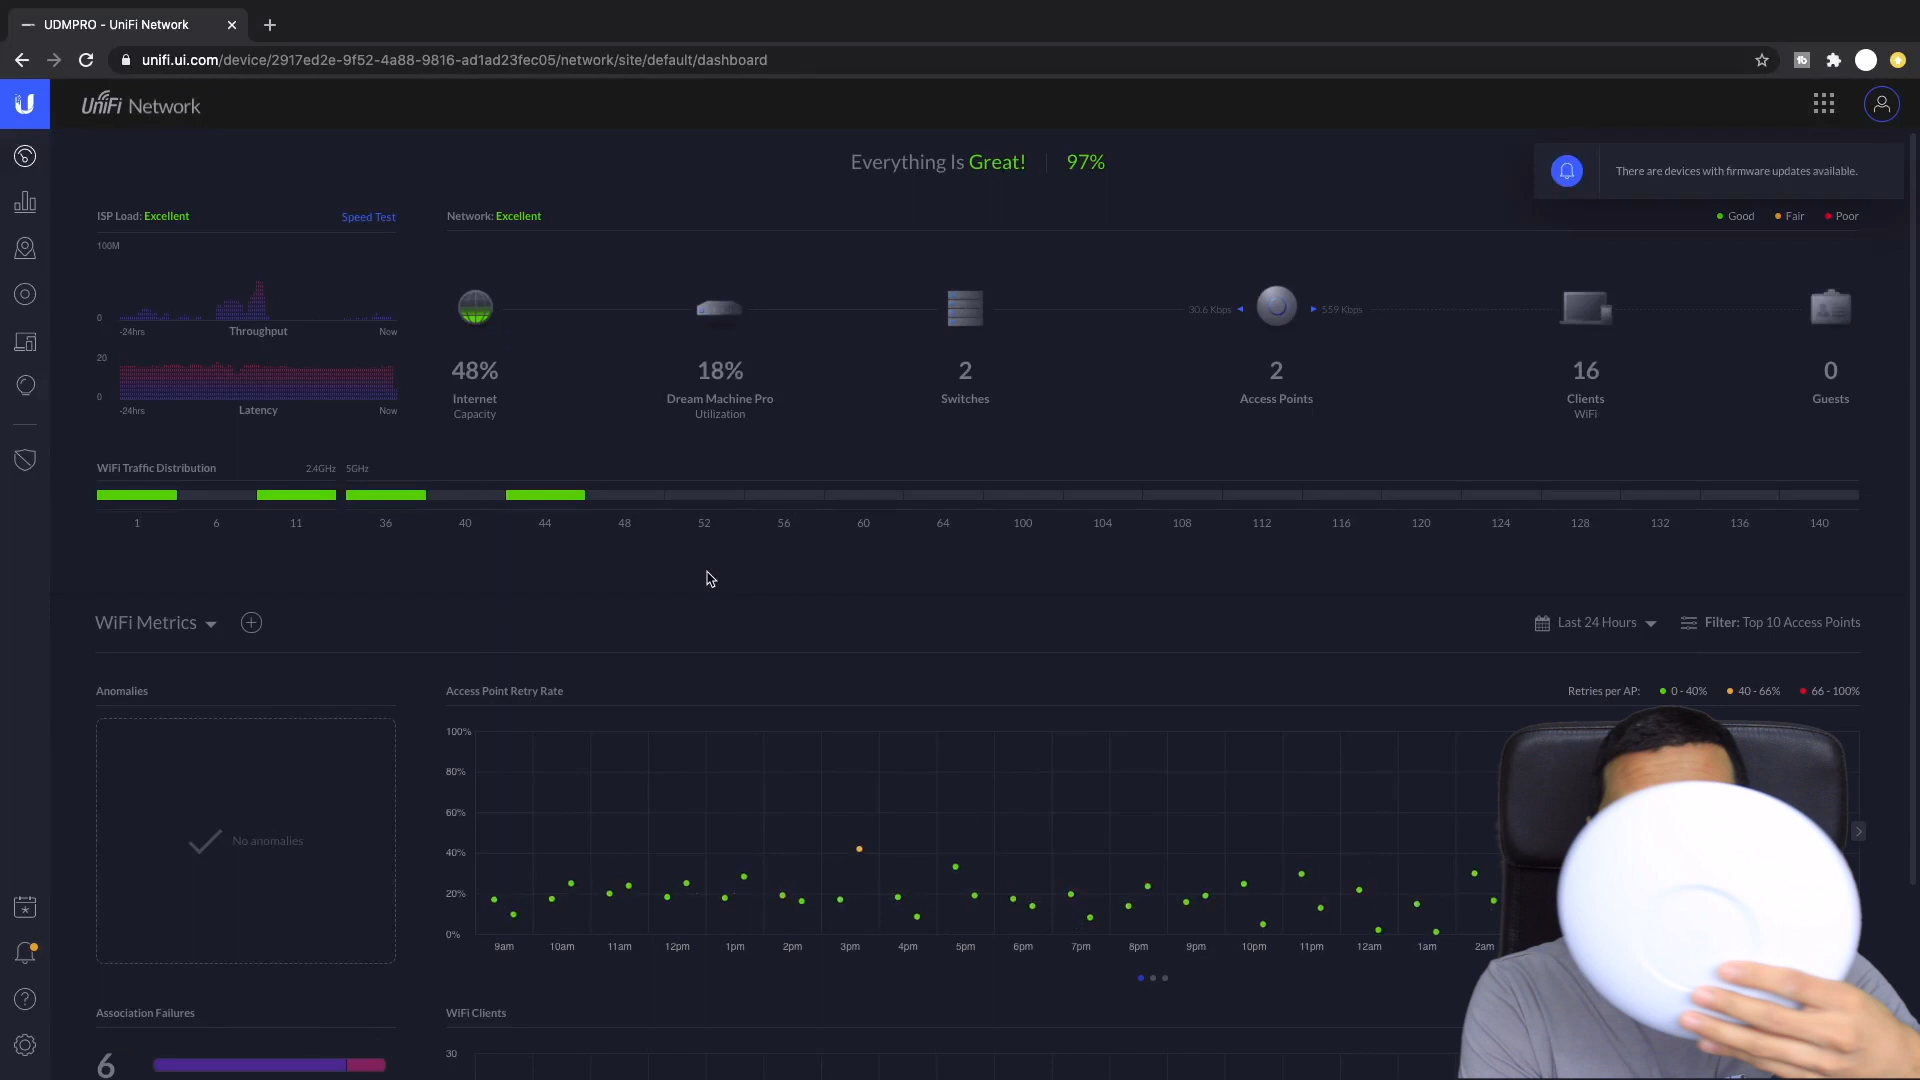 UDMPRO - UniFi Network
unifi.ui.com/device/2917ed2e-9f52-4a88-9816-ad1ad23fec05/network/site/default/dashboard
UniFi Network
Everything Is Great! 97%
There are devices with firmware updates available.
ISP Load: Excellent Speed Test
Network: Excellent
Good Fair Poor
100M
0
-24hrs Throughput Now
20
0
-24hrs Latency Now
30.6 Kbps 559 Kbps
48% 18% 2 2 16 0
Internet Dream Machine Pro Switches Access Points Clients Guests
Capacity Utilization WiFi
WiFi Traffic Distribution 2.4GHz 5GHz
1 6 11 36 40 44 48 52 56 60 64 100 104 108 112 116 120 124 128 132 136 140
WiFi Metrics Last 24 Hours Filter: Top 10 Access Points
Anomalies
No anomalies
Access Point Retry Rate
Retries per AP: 0 - 40% 40 - 66% 66 - 100%
100%
80%
60%
40%
20%
0%
9am 10am 11am 12pm 1pm 2pm 3pm 4pm 5pm 6pm 7pm 8pm 9pm 10pm 11pm 12am 1am 2am
Association Failures
6
WiFi Clients
30